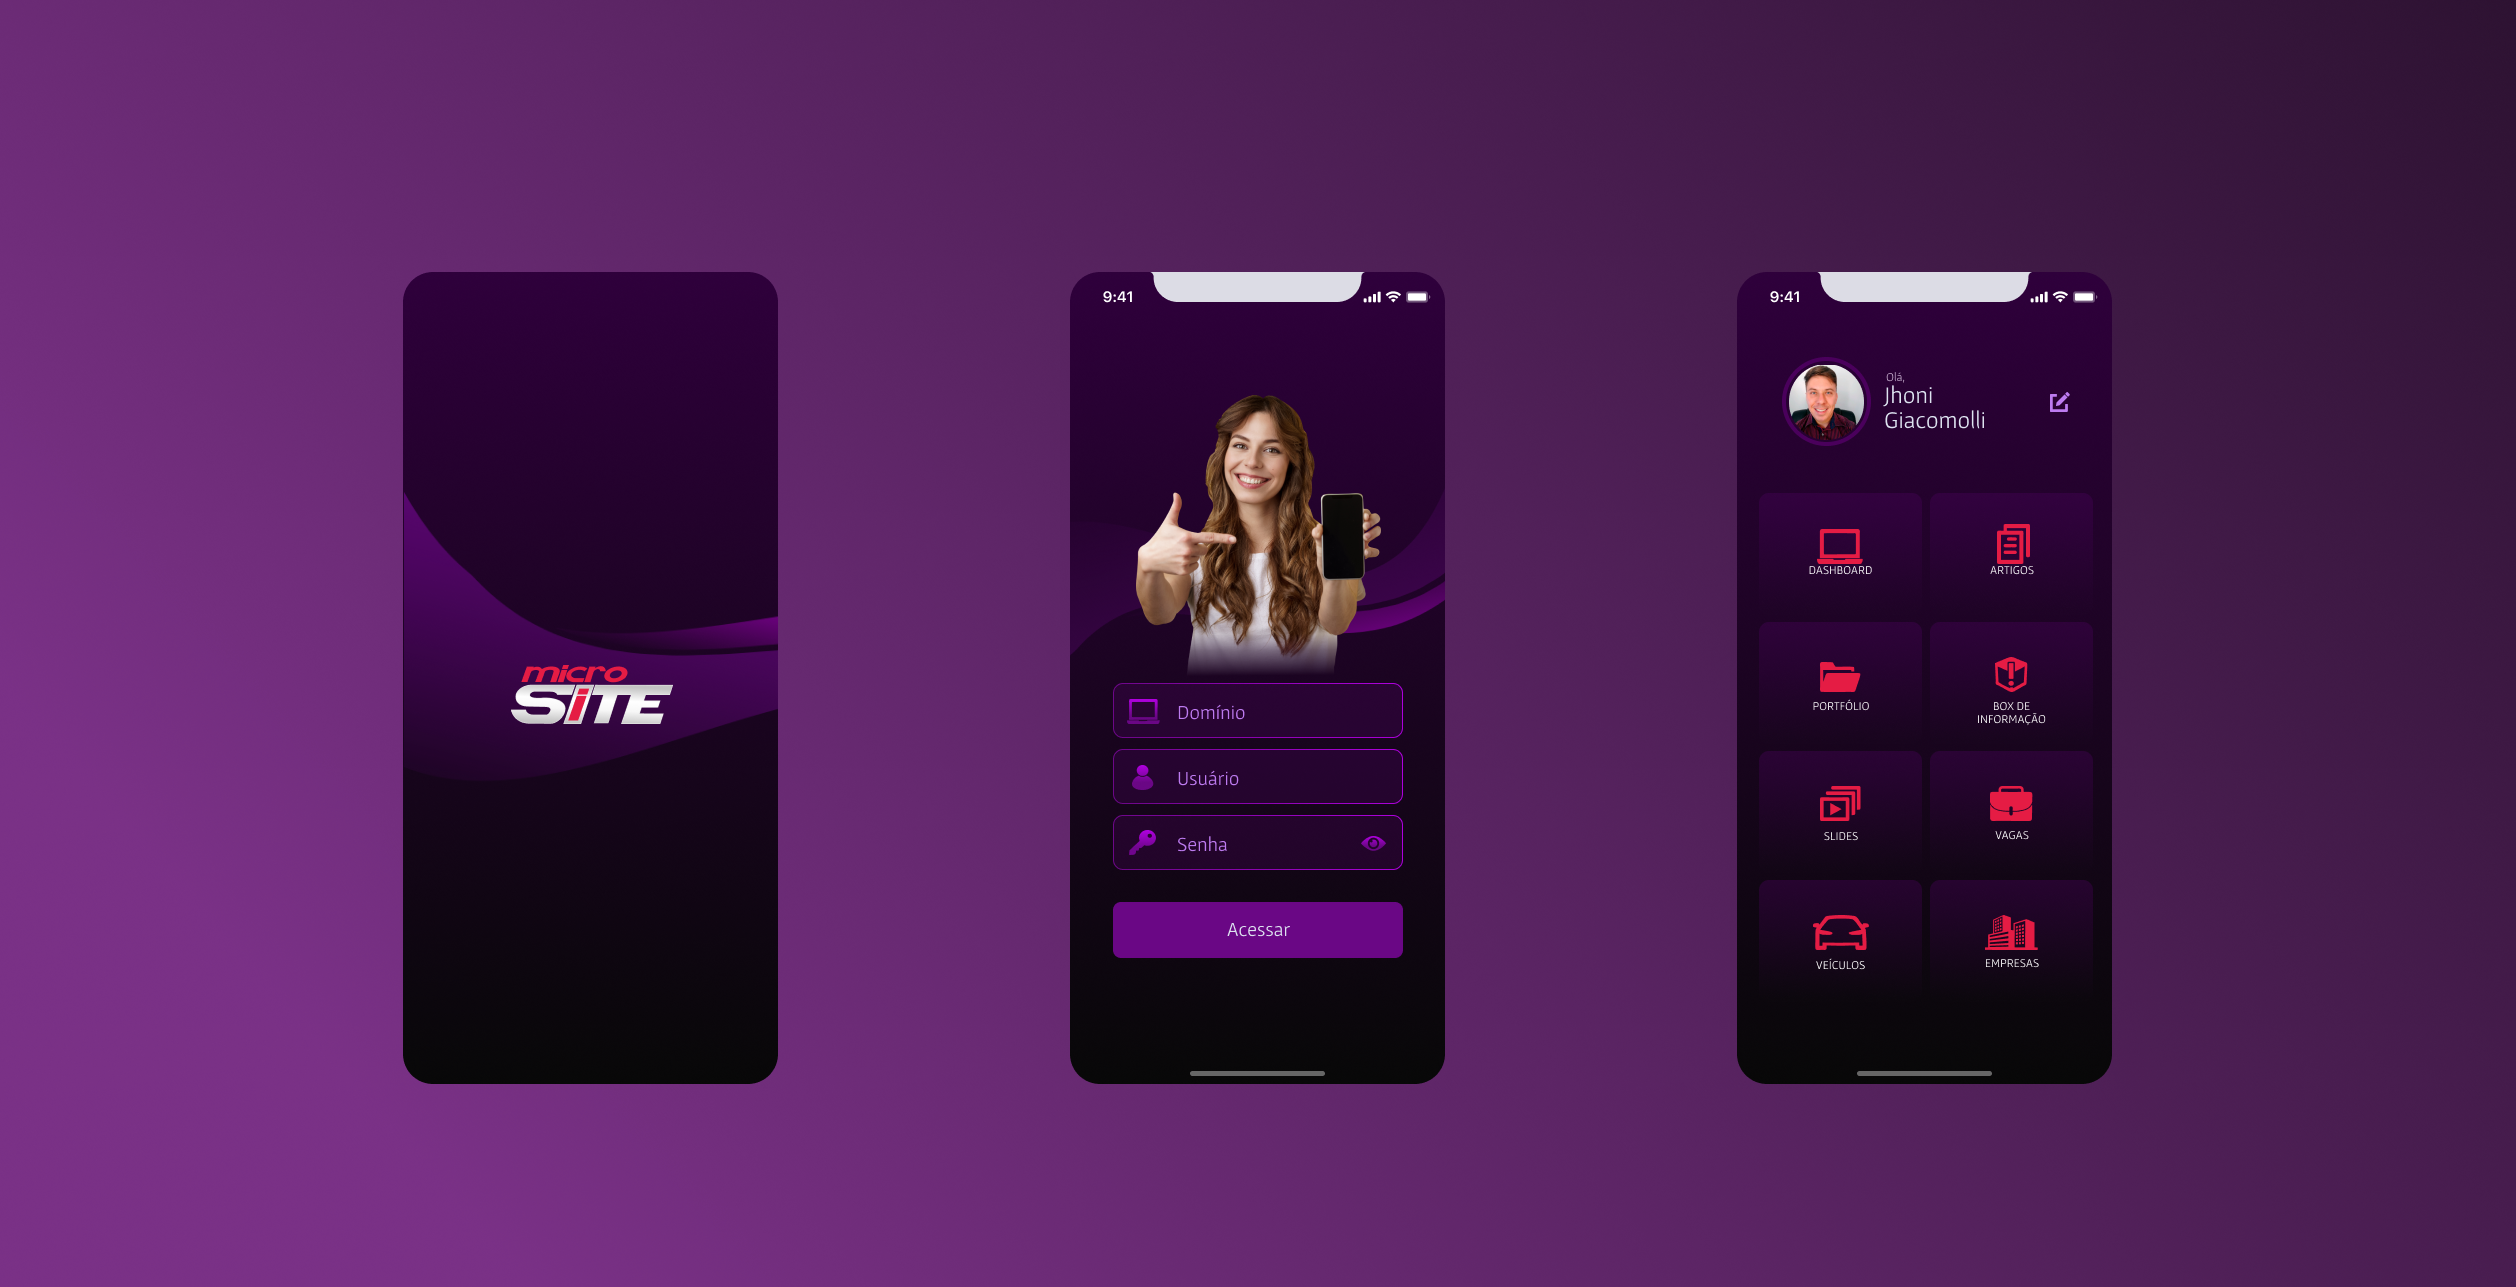 micro
SiTE
9:41
Domínio
Usuário
Senha
Acessar
9:41
Olá,
Jhoni
Giacomolli
DASHBOARD
ARTIGOS
PORTFÓLIO
BOX DE
INFORMAÇÃO
SLIDES
VAGAS
VEÍCULOS
EMPRESAS